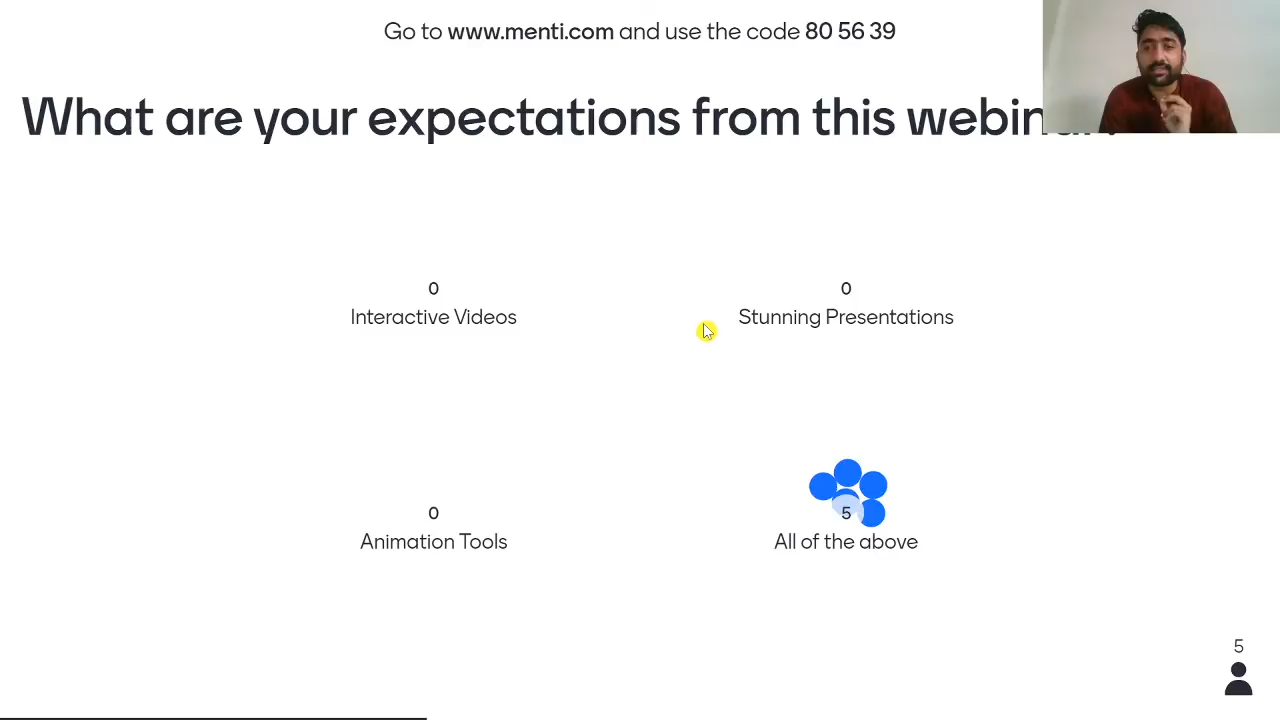 Go to www.menti.com and use the code 80 56 39
What are your expectations from this
0
Interactive Videos
0
Stunning Presentations
0
Animation Tools
5
All of the above
5